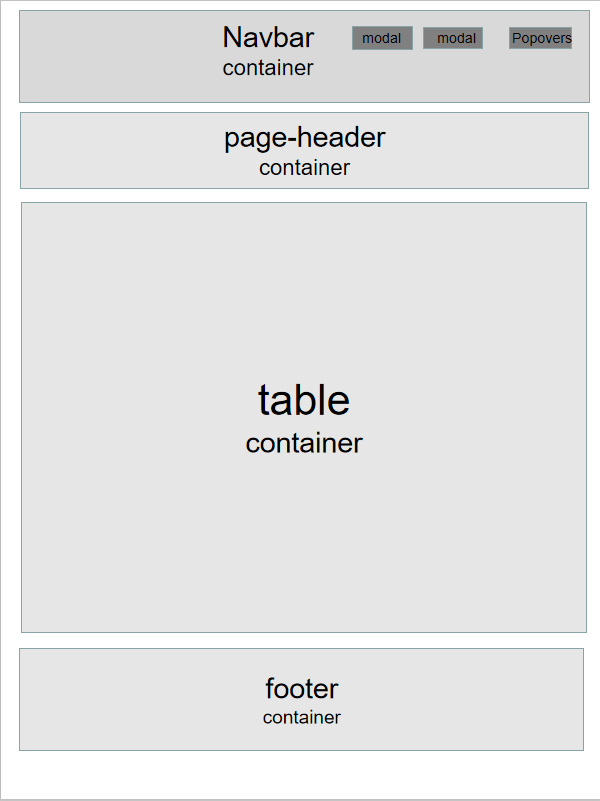 Navbar
container
modal
modal
Popovers
page-header
container
table
container
footer
container